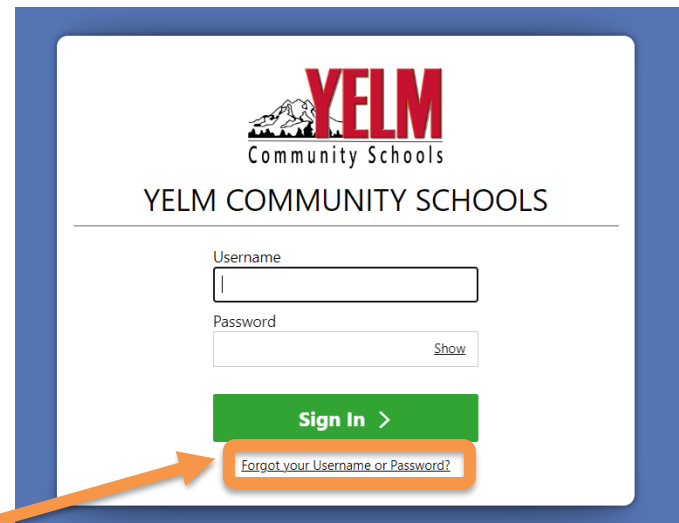 YELM
Community Schools
YELM COMMUNITY SCHOOLS
Username
Password
Show
Sign In >
Forgot your Username or Password?